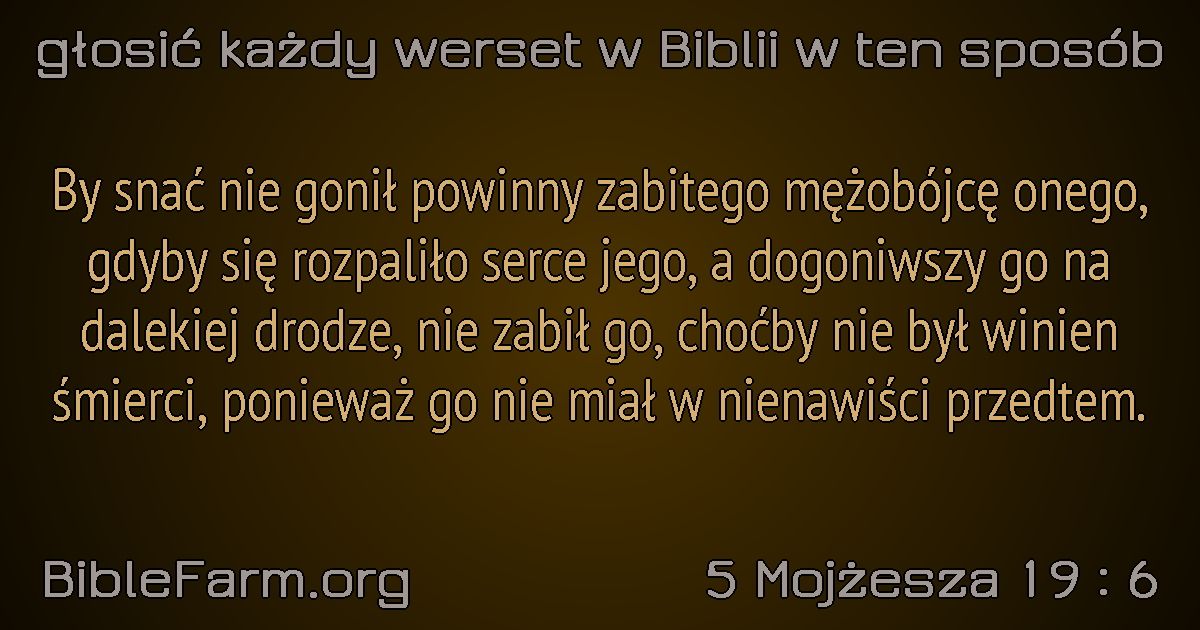 głosić każdy werset w Biblii w ten sposób
By snać nie gonił powinny zabitego mężobójcę onego,
gdyby się rozpaliło serce jego, a dogoniwszy go na
dalekiej drodze, nie zabił go, choćby nie był winien
śmierci, ponieważ go nie miał w nienawiści przedtem.
BibleFarm.org
5 Mojżesza 19 : 6